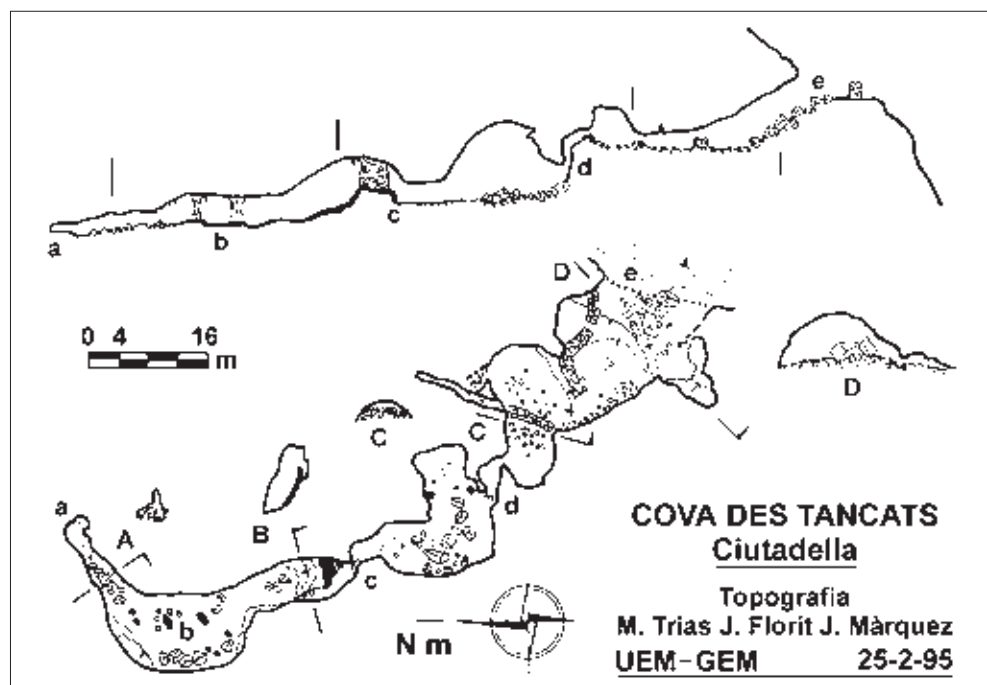 e
d
c
b
a
D
e
0 4 16
m
D
C
C
a
A
B
d
b
c
N m
COVA DES TANCATS
Ciutadella
Topografia
M. Trias J. Florit J. Màrquez
UEM-GEM 25-2-95